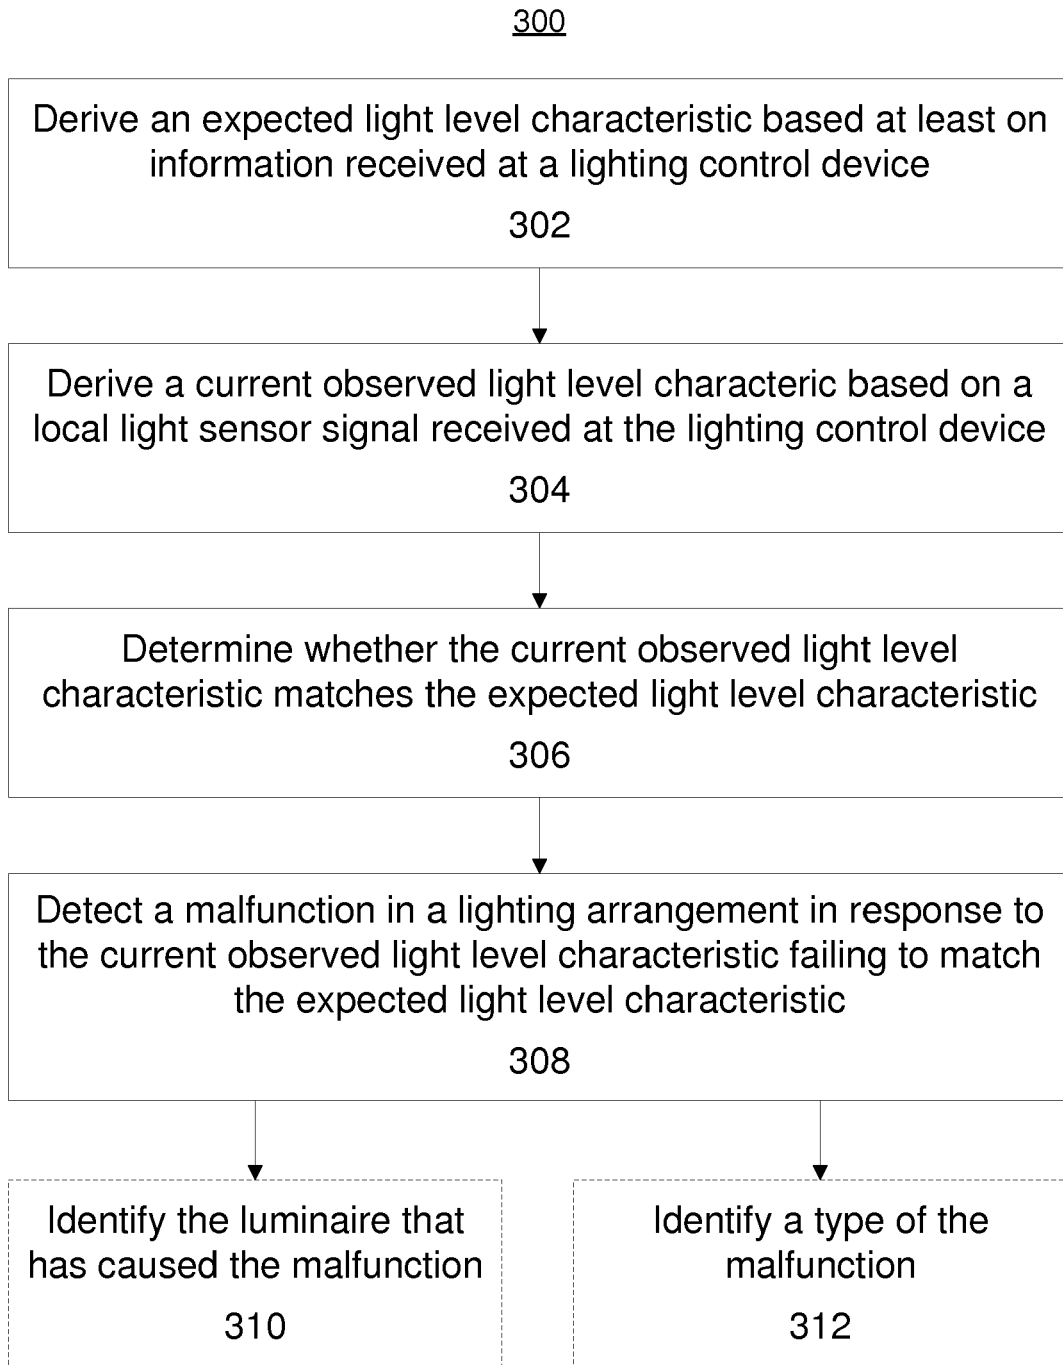 300
Derive an expected light level characteristic based at least on
information received at a lighting control device
302
Derive a current observed light level characteric based on a
local light sensor signal received at the lighting control device
304
Determine whether the current observed light level
characteristic matches the expected light level characteristic
306
Detect a malfunction in a lighting arrangement in response to
the current observed light level characteristic failing to match
the expected light level characteristic
308
Identify the luminaire that
has caused the malfunction
310
Identify a type of the
malfunction
312